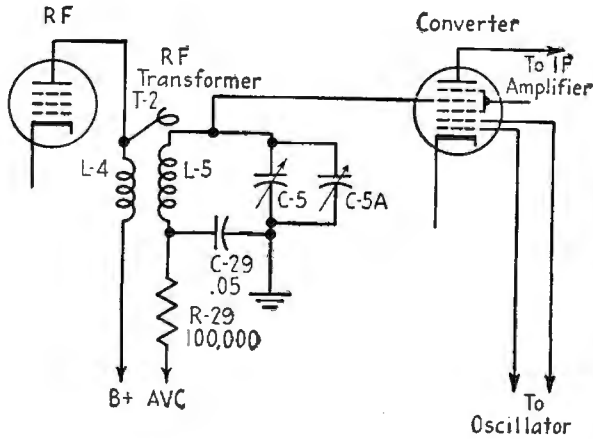 RF
Converter
RF
Transformer
T-2
To IF
Amplifier
L-4
L-5
C-5
C-5A
C-29
.05
R-29
100,000
B+ AVC
To
Oscillator